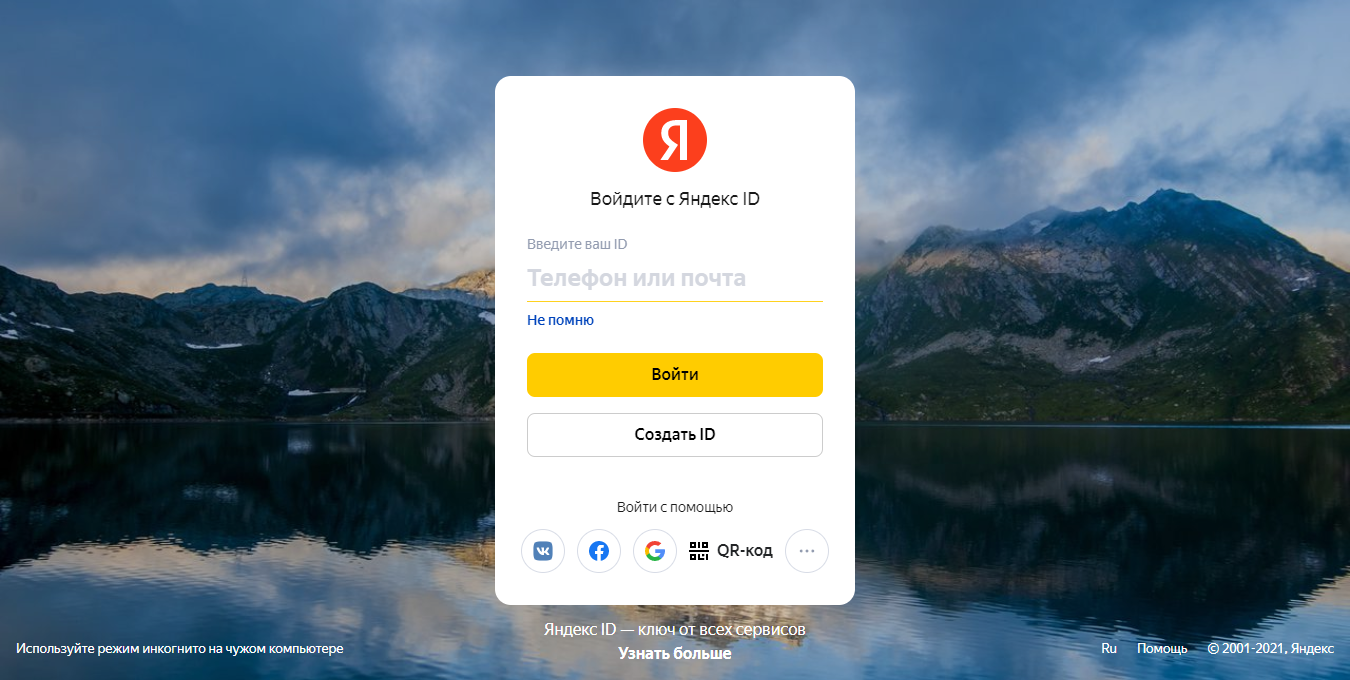 Я
Войдите с Яндекс ID
Введите ваш ID
Телефон или почта
Не помню
Войти
Создать ID
Войти с помощью
QR-код
Яндекс ID — ключ от всех сервисов
Узнать больше
Используйте режим инкогнито на чужом компьютере
Ru Помощь © 2001-2021, Яндекс